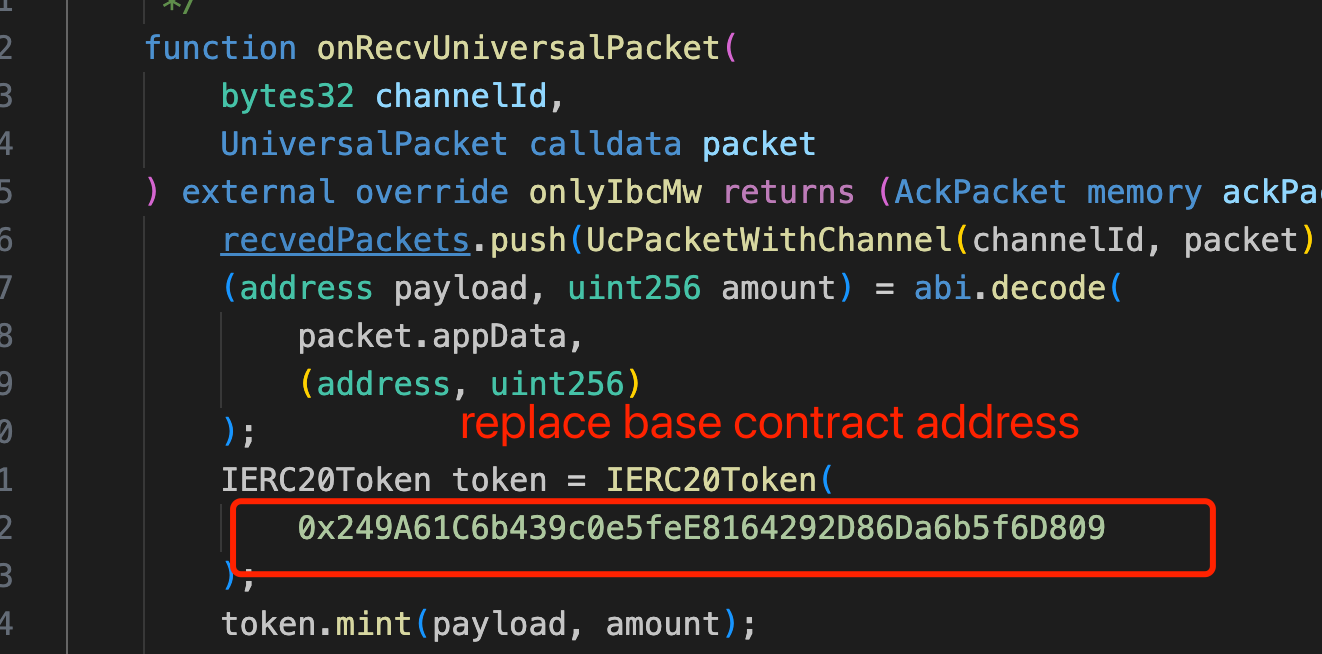 1 */
2 function onRecvUniversalPacket(
3 bytes32 channelId,
4 UniversalPacket calldata packet
5 ) external override onlyIbcMw returns (AckPacket memory ackPa
6 recvedPackets.push(UcPacketWithChannel(channelId, packet)
7 (address payload, uint256 amount) = abi.decode(
8 packet.appData,
9 (address, uint256)
replace base contract address
0 );
1 IERC20Token token = IERC20Token(
2 0x249A61C6b439c0e5feE8164292D86Da6b5f6D809
3 );
4 token.mint(payload, amount);